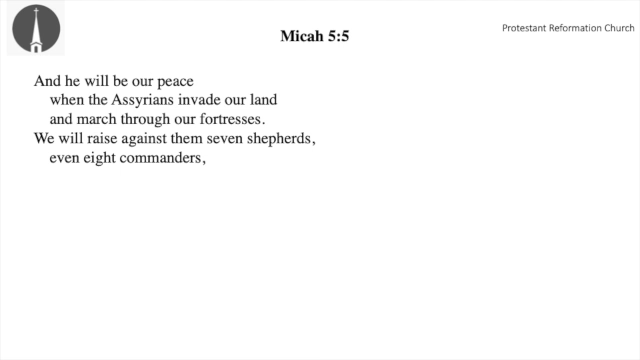 Protestant Reformation Church
Micah 5:5
And he will be our peace
when the Assyrians invade our land
and march through our fortresses.
We will raise against them seven shepherds,
even eight commanders,